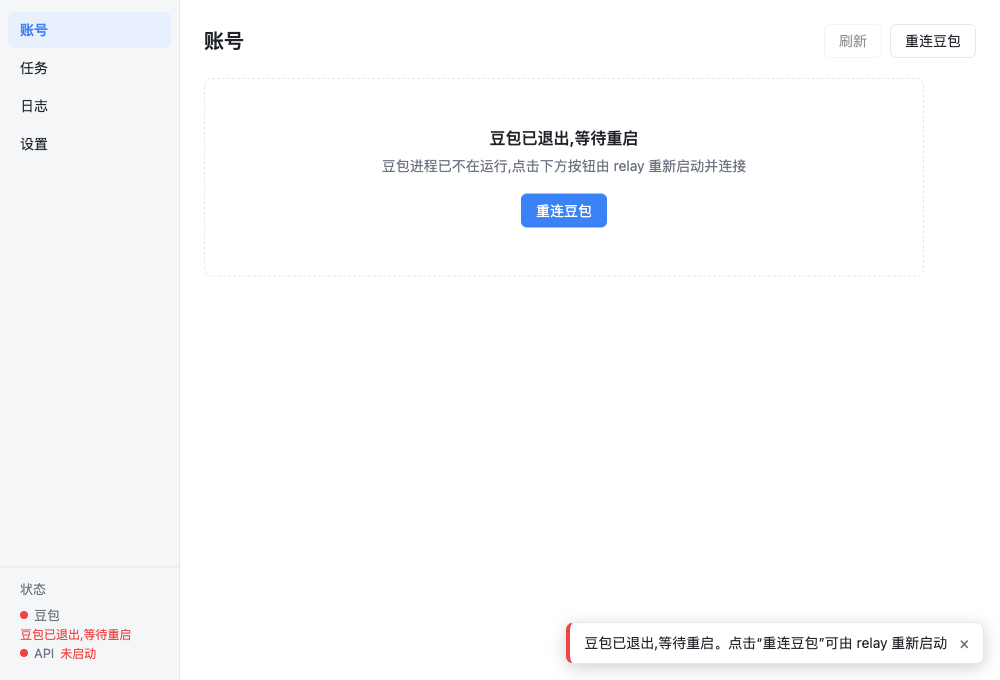 账号
任务
日志
设置
账号
刷新
重连豆包
豆包已退出,等待重启
豆包进程已不在运行,点击下方按钮由 relay 重新启动并连接
重连豆包
状态
豆包
豆包已退出,等待重启
API 未启动
豆包已退出,等待重启。点击“重连豆包”可由 relay 重新启动 ×